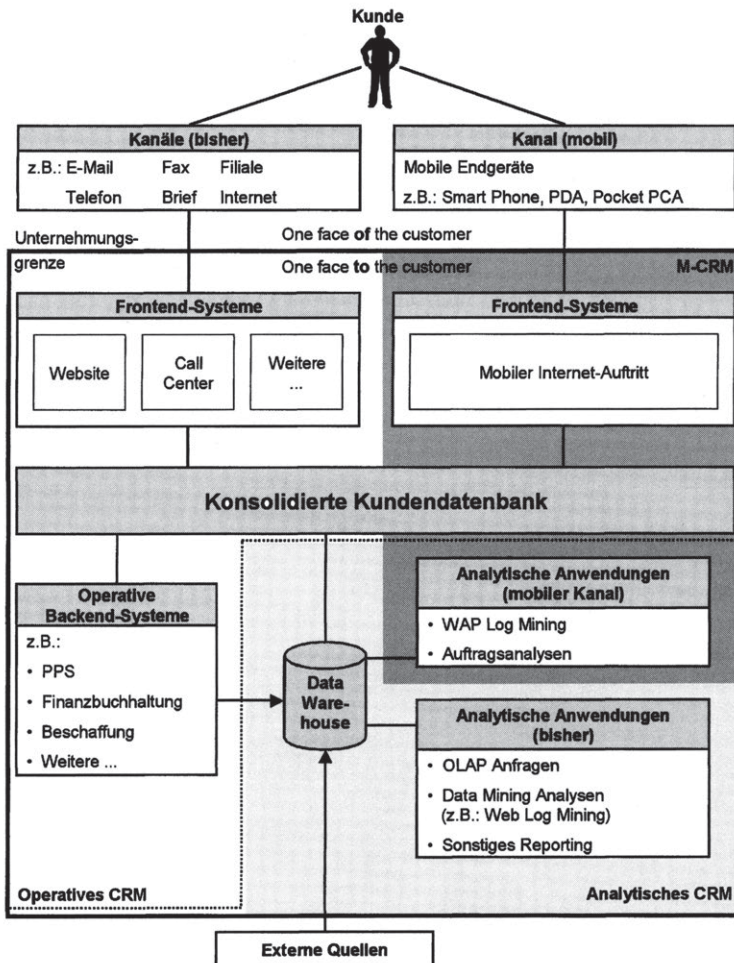 Kunde
Kanäle (bisher)
z.B.: E-Mail Fax Filiale
Telefon Brief Internet
Kanal (mobil)
Mobile Endgeräte
z.B.: Smart Phone, PDA, Pocket PCA
Unternehmungs-
grenze
One face of the customer
One face to the customer
M-CRM
Frontend-Systeme
Website
Call
Center
Weitere
...
Frontend-Systeme
Mobiler Internet-Auftritt
Konsolidierte Kundendatenbank
Operative
Backend-Systeme
z.B.:
• PPS
• Finanzbuchhaltung
• Beschaffung
• Weitere ...
Data
Ware-
house
Analytische Anwendungen
(mobiler Kanal)
• WAP Log Mining
• Auftragsanalysen
Analytische Anwendungen
(bisher)
• OLAP Anfragen
• Data Mining Analysen
(z.B.: Web Log Mining)
• Sonstiges Reporting
Operatives CRM
Analytisches CRM
Externe Quellen